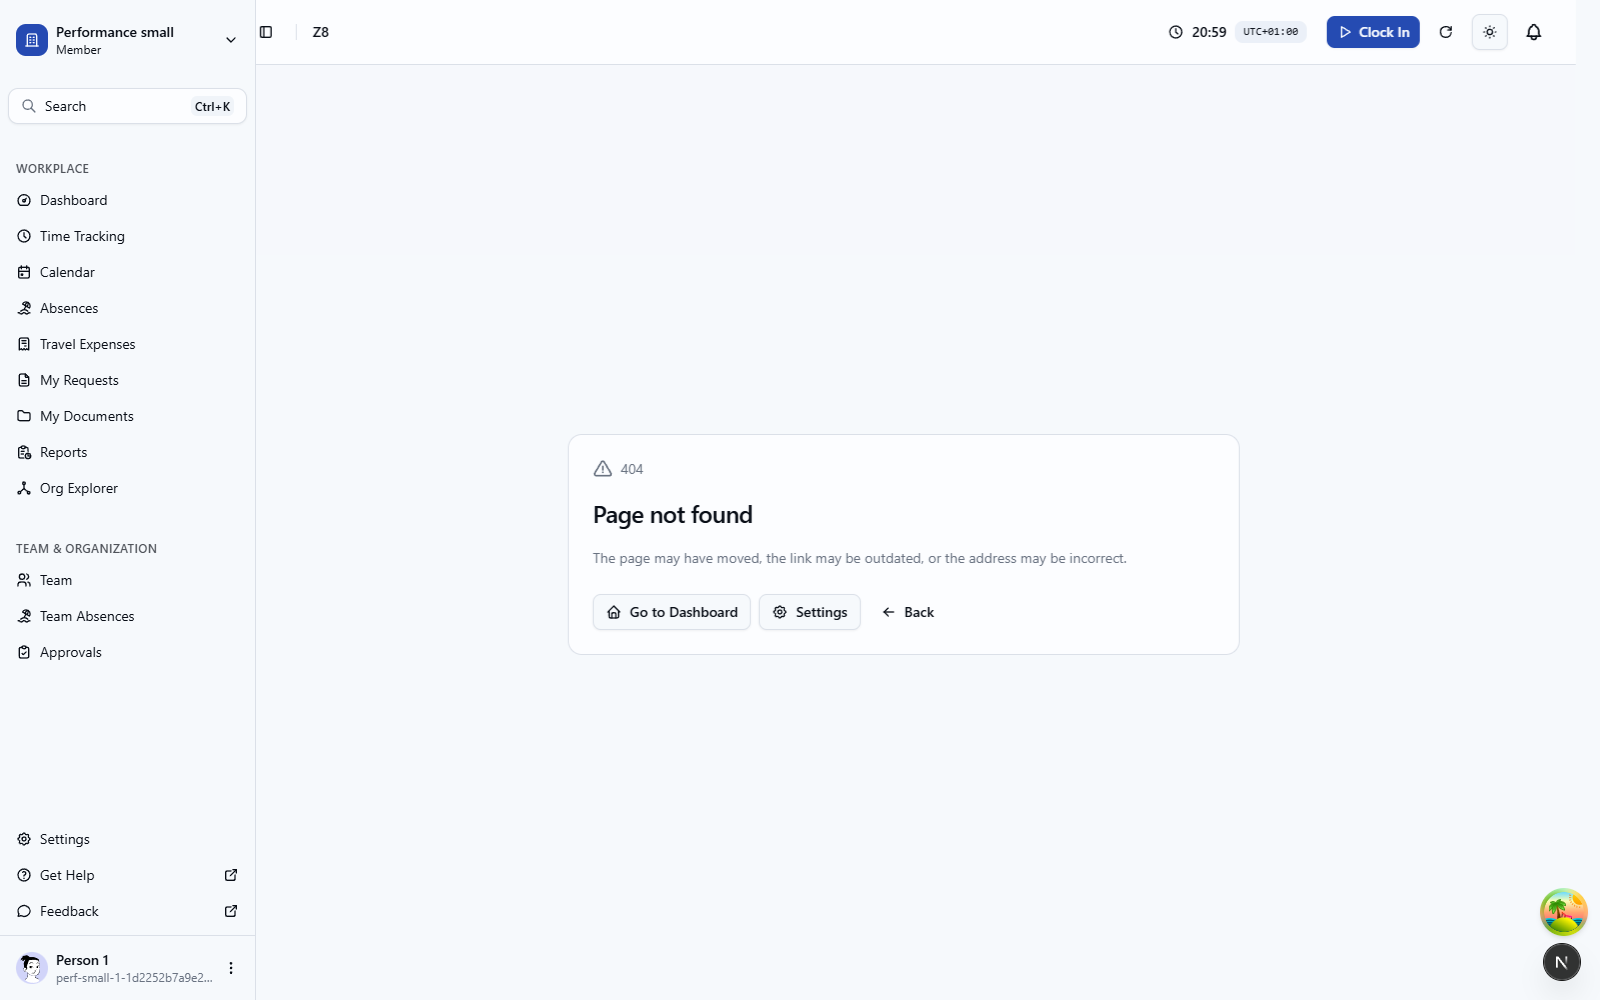 Performance small
Member
Search
Ctrl+K
WORKPLACE
Dashboard
Time Tracking
Calendar
Absences
Travel Expenses
My Requests
My Documents
Reports
Org Explorer
TEAM & ORGANIZATION
Team
Team Absences
Approvals
Settings
Get Help
Feedback
Person 1
perf-small-1-1d2252b7a9e2...
Z8
20:59
UTC+01:00
Clock In
404
Page not found
The page may have moved, the link may be outdated, or the address may be incorrect.
Go to Dashboard
Settings
Back
N